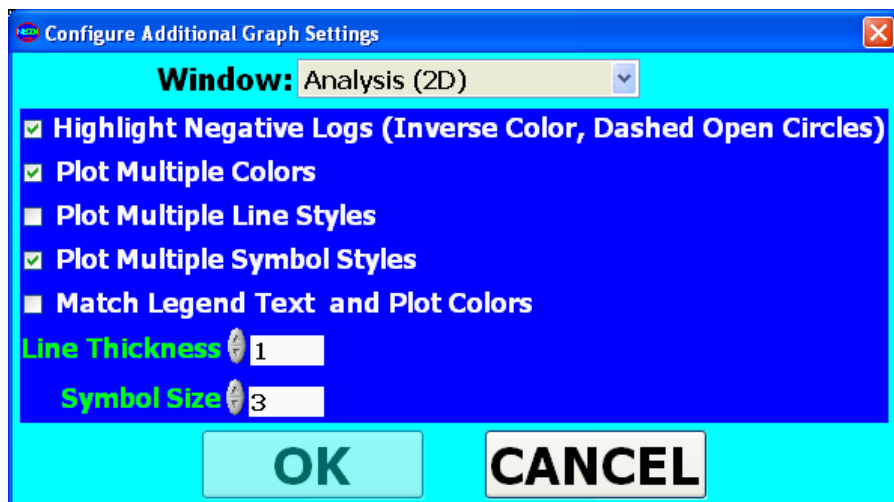 Configure Additional Graph Settings
Window: Analysis (2D)
Highlight Negative Logs (Inverse Color, Dashed Open Circles)
Plot Multiple Colors
Plot Multiple Line Styles
Plot Multiple Symbol Styles
Match Legend Text and Plot Colors
Line Thickness 1
Symbol Size 3
OK CANCEL